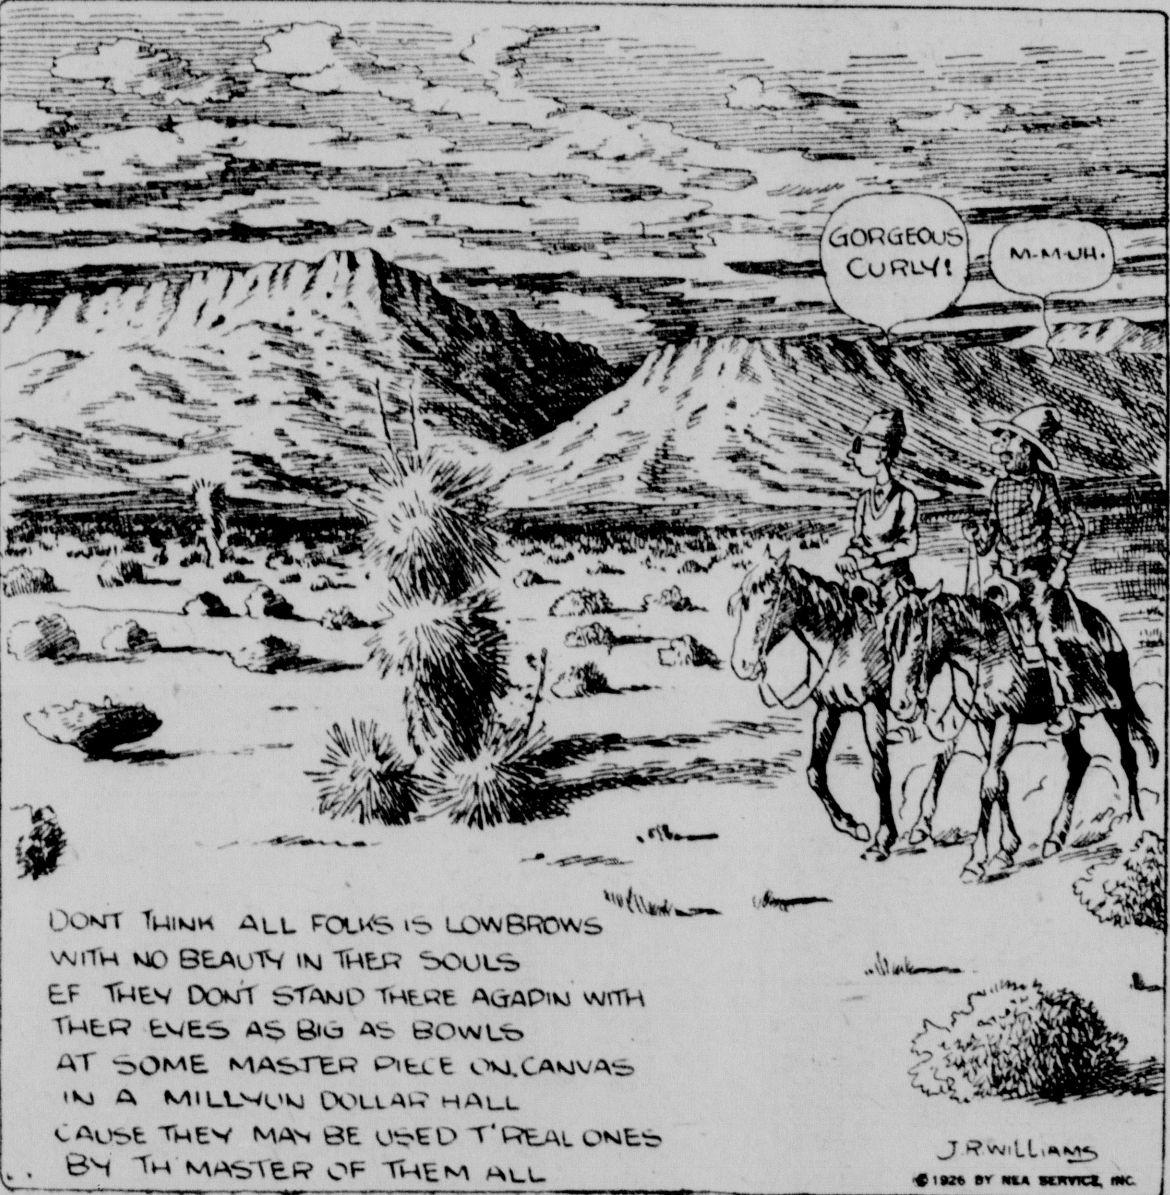 GORGEOUS
CURLY!
M-M-UH.
DONT THINK ALL FOLKS IS LOWBROWS
WITH NO BEAUTY IN THER SOULS
EF THEY DON'T STAND THERE AGAPIN WITH
THER EYES AS BIG AS BOWLS
AT SOME MASTER PIECE ON CANVAS
IN A MILLYUN DOLLAR HALL
CAUSE THEY MAY BE USED T'REAL ONES
BY TH'MASTER OF THEM ALL
J.R.WILLIAMS
©1926 BY NEA SERVICE, INC.